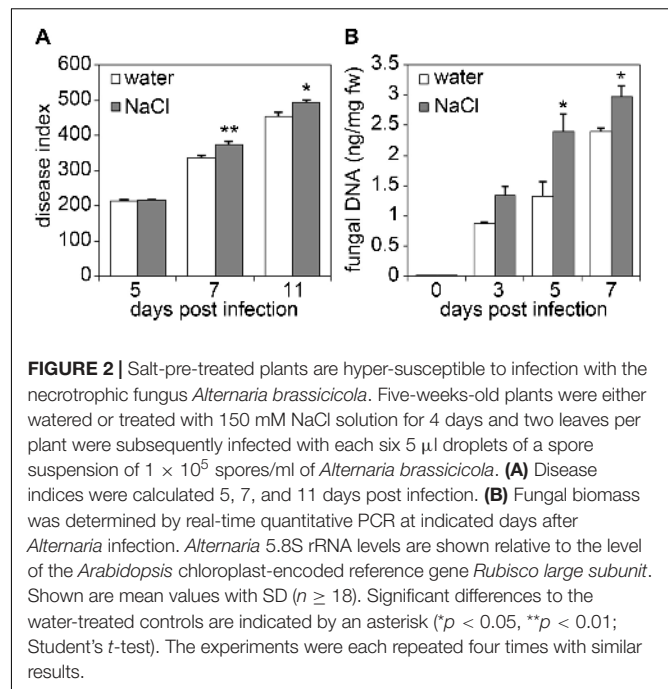 A
600
500
400
300
200
100
0
disease index
water
NaCl
**
*
5 7 11
days post infection
B
3.5
3
2.5
2
1.5
1
0.5
0
fungal DNA (ng/mg fw)
water
NaCl
*
*
0 3 5 7
days post infection
FIGURE 2 | Salt-pre-treated plants are hyper-susceptible to infection with the
necrotrophic fungus Alternaria brassicicola. Five-weeks-old plants were either
watered or treated with 150 mM NaCl solution for 4 days and two leaves per
plant were subsequently infected with each six 5 μl droplets of a spore
suspension of 1 × 10⁵ spores/ml of Alternaria brassicicola. (A) Disease
indices were calculated 5, 7, and 11 days post infection. (B) Fungal biomass
was determined by real-time quantitative PCR at indicated days after
Alternaria infection. Alternaria 5.8S rRNA levels are shown relative to the level
of the Arabidopsis chloroplast-encoded reference gene Rubisco large subunit.
Shown are mean values with SD (n ≥ 18). Significant differences to the
water-treated controls are indicated by an asterisk (*p < 0.05, **p < 0.01;
Student's t-test). The experiments were each repeated four times with similar
results.